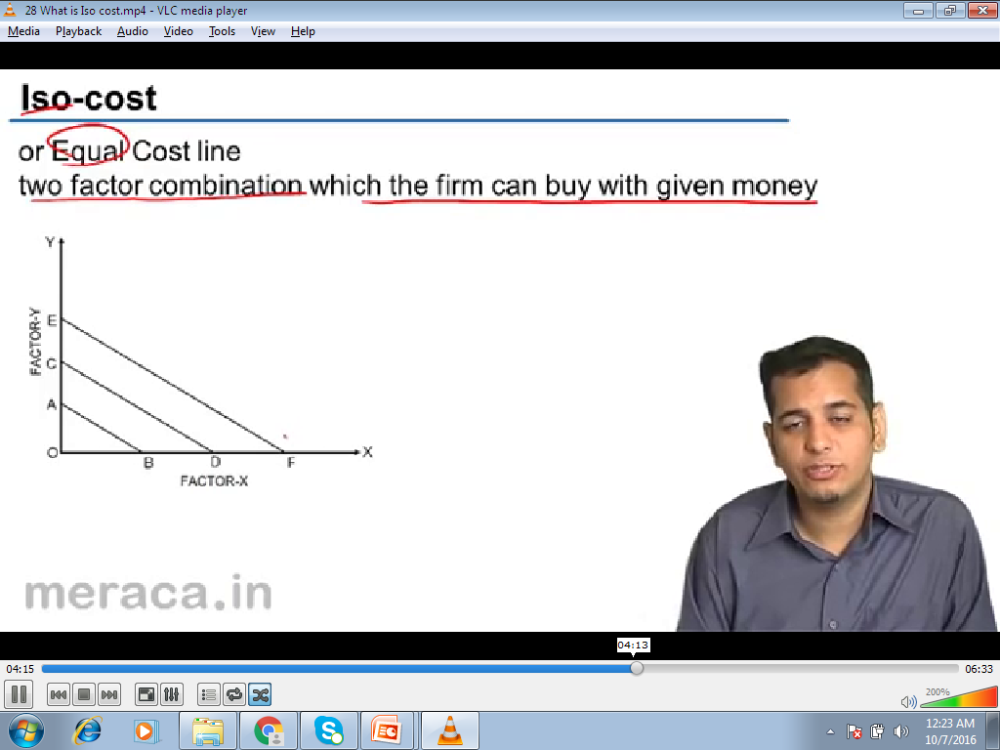 28 What is Iso cost.mp4 - VLC media player
Media Playback Audio Video Tools View Help
Iso-cost
or Equal Cost line
two factor combination which the firm can buy with given money
Y
FACTOR-Y
E
C
A
O
B
D
F
X
FACTOR-X
meraca.in
04:13
04:15
06:33
200%
12:23 AM
10/7/2016